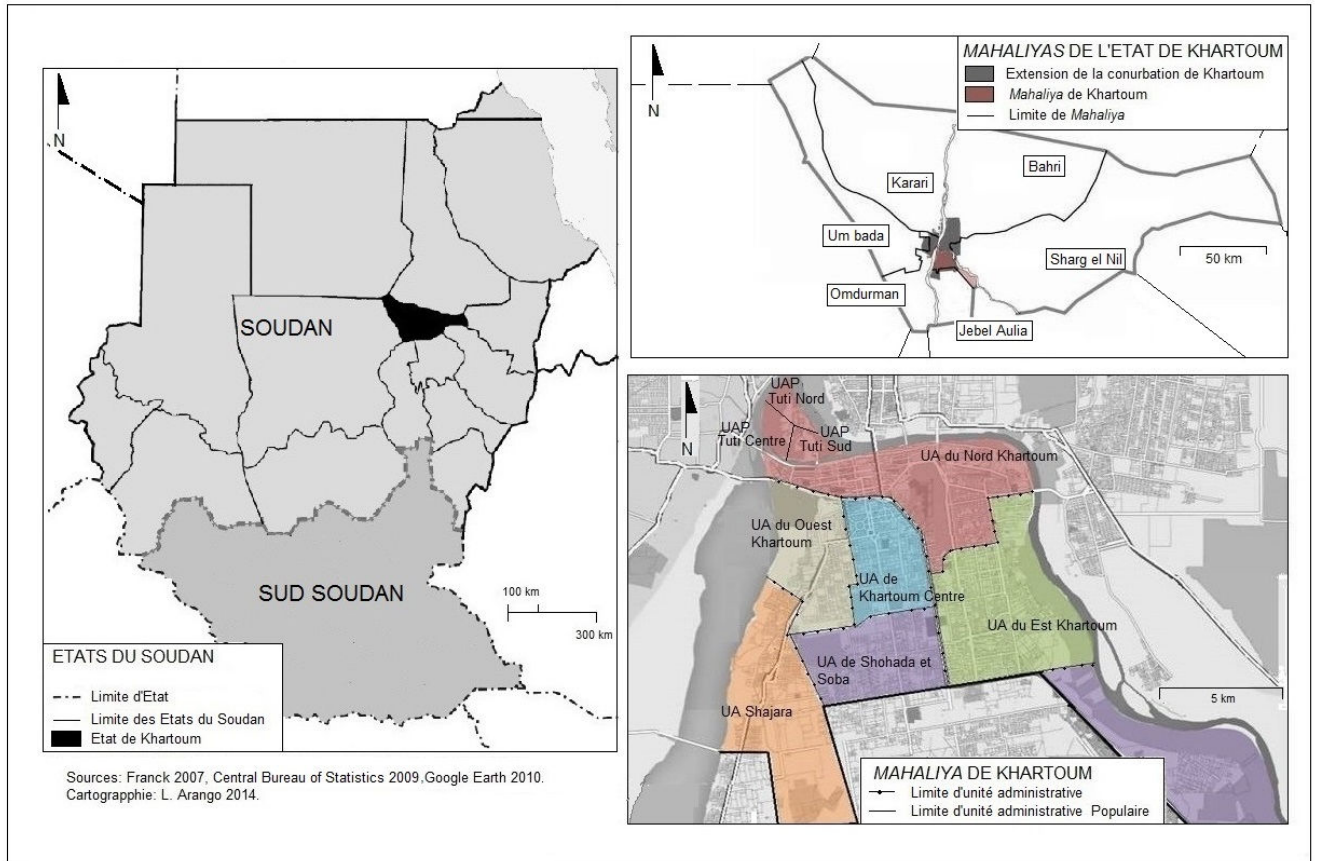 N
SOUDAN
SUD SOUDAN
100 km
300 km
ETATS DU SOUDAN
Limite d'Etat
Limite des Etats du Soudan
Etat de Khartoum
Sources: Franck 2007, Central Bureau of Statistics 2009,Google Earth 2010.
Cartographhie: L. Arango 2014.
MAHALIYAS DE L'ETAT DE KHARTOUM
Extension de la conurbation de Khartoum
Mahaliya de Khartoum
Limite de Mahaliya
N
Bahri
Karari
Um bada
Sharg el Nil
50 km
Omdurman
Jebel Aulia
N
UAP
Tuti Nord
UAP
Tuti Centre
UAP
Tuti Sud
UA du Nord Khartoum
UA du Ouest
Khartoum
UA de
Khartoum Centre
UA du Est Khartoum
UA de Shohada et
Soba
UA Shajara
5 km
MAHALIYA DE KHARTOUM
Limite d'unité administrative
Limite d'unité administrative Populaire